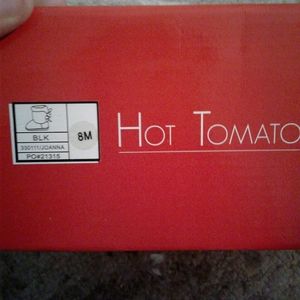 BLK
330111/JOANNA
PO#21315
8M
HOT TOMATO